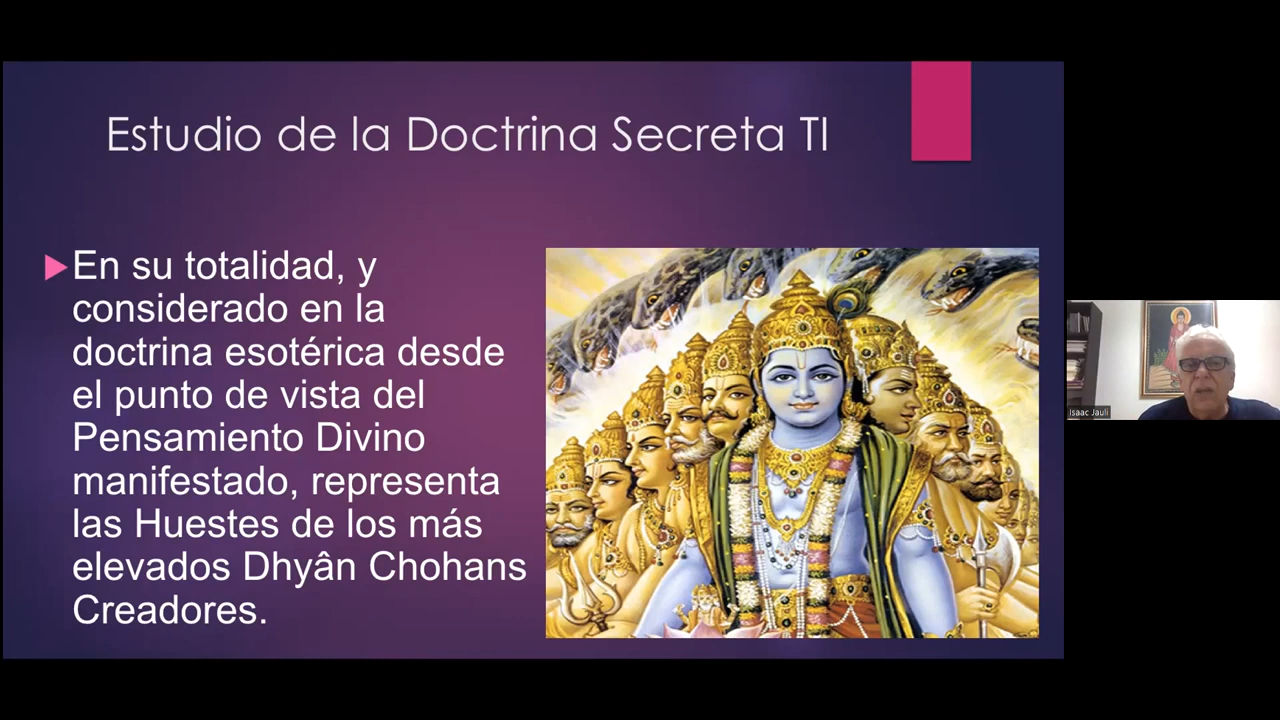 Estudio de la Doctrina Secreta TI
En su totalidad, y
considerado en la
doctrina esotérica desde
el punto de vista del
Pensamiento Divino
manifestado, representa
las Huestes de los más
elevados Dhyân Chohans
Creadores.
Isaac Jauli